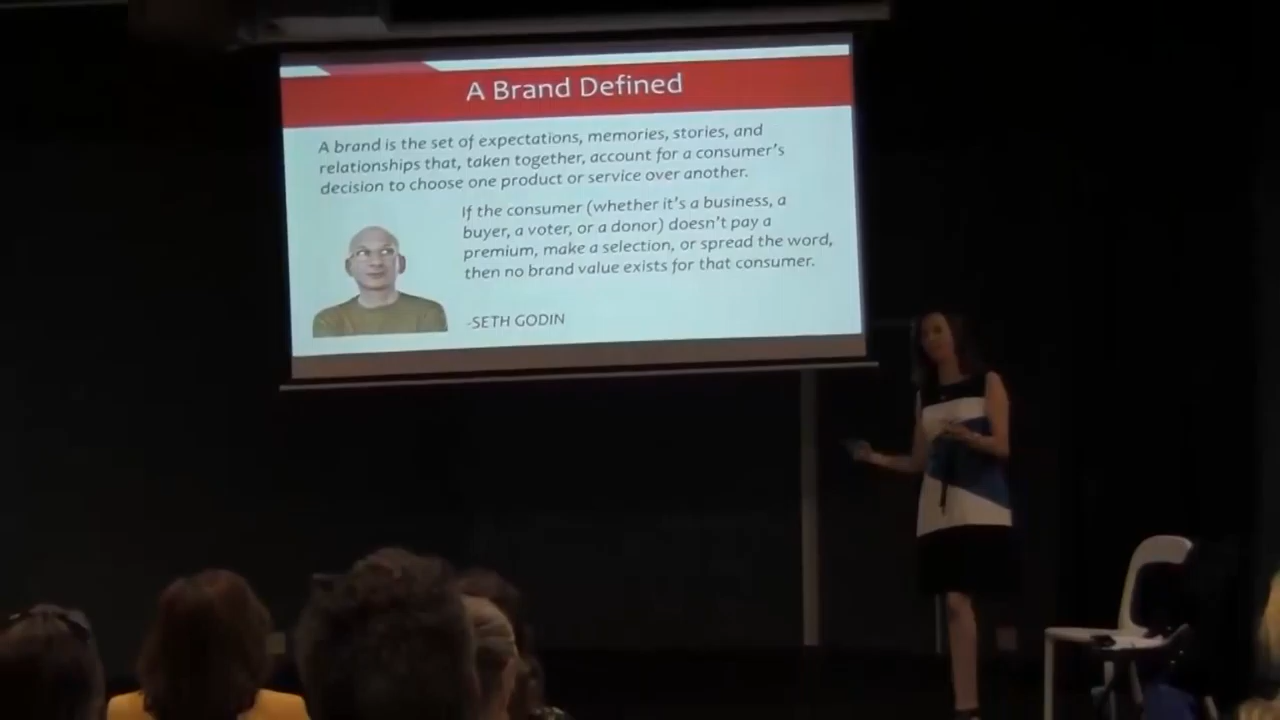 A Brand Defined
A brand is the set of expectations, memories, stories, and
relationships that, taken together, account for a consumer's
decision to choose one product or service over another.
If the consumer (whether it's a business, a
buyer, a voter, or a donor) doesn't pay a
premium, make a selection, or spread the word,
then no brand value exists for that consumer.
-SETH GODIN